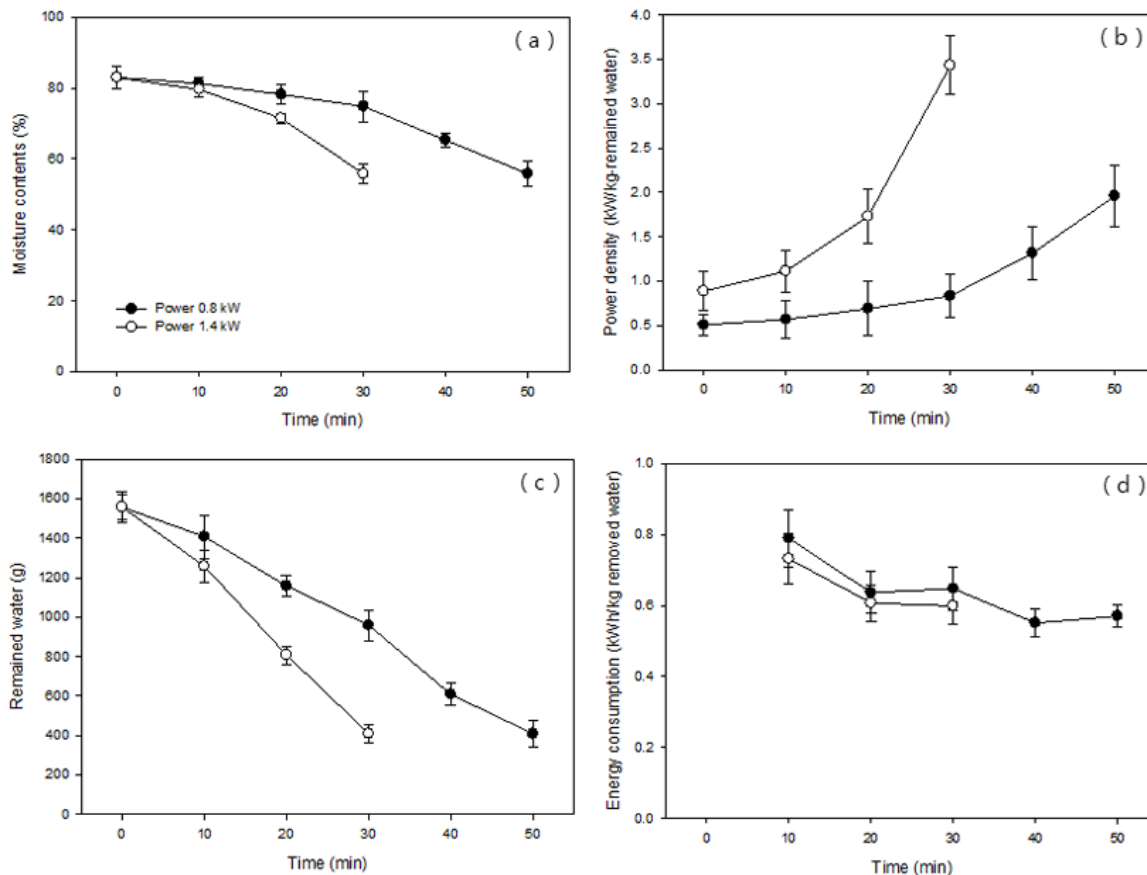 ( a )
100
80
60
40
20
0
Moisture contents (%)
Power 0.8 kW
Power 1.4 kW
0 10 20 30 40 50
Time (min)
( b )
4.0
3.5
3.0
2.5
2.0
1.5
1.0
0.5
0.0
Power density (kW/kg-remained water)
0 10 20 30 40 50
Time (min)
( c )
1800
1600
1400
1200
1000
800
600
400
200
0
Remained water (g)
0 10 20 30 40 50
Time (min)
( d )
1.0
0.8
0.6
0.4
0.2
0.0
Energy consumption (kWh/kg removed water)
0 10 20 30 40 50
Time (min)